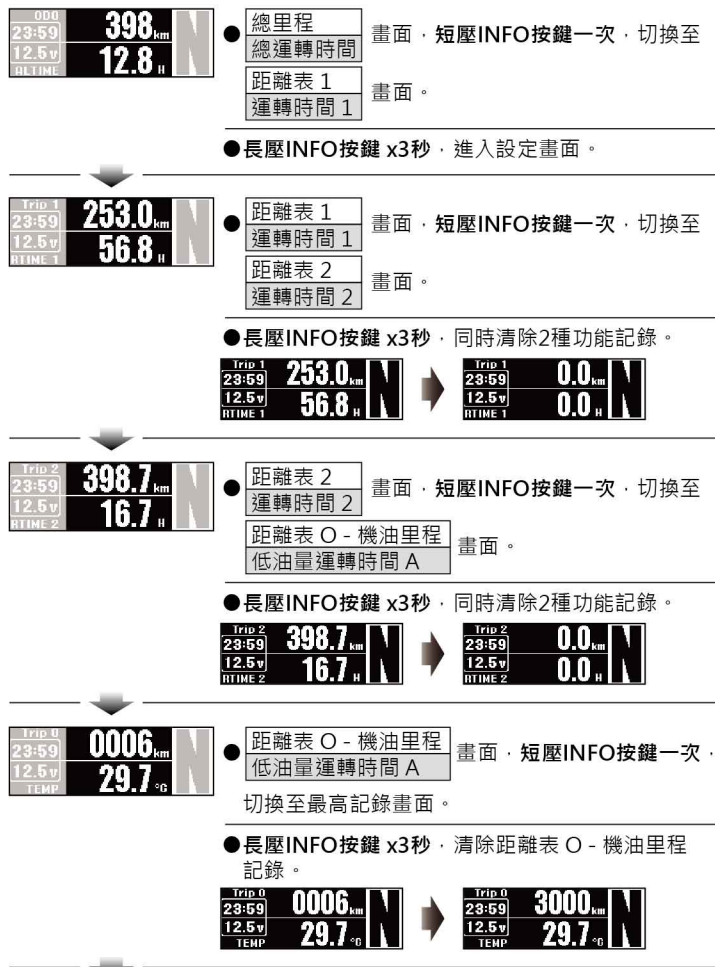 ODO
23:59
12.5v
ALTIME
398km
12.8 H
N
● 總里程
總運轉時間
畫面，短壓INFO按鍵一次，切換至
距離表 1
運轉時間 1
畫面。
●長壓INFO按鍵 x3秒，進入設定畫面。
Trip 1
23:59
12.5v
RTIME 1
253.0km
56.8 H
N
● 距離表 1
運轉時間 1
畫面，短壓INFO按鍵一次，切換至
距離表 2
運轉時間 2
畫面。
●長壓INFO按鍵 x3秒，同時清除2種功能記錄。
Trip 1
23:59
12.5v
RTIME 1
253.0km
56.8 H
N
Trip 1
23:59
12.5v
RTIME 1
0.0km
0.0 H
N
Trip 2
23:59
12.5v
RTIME 2
398.7km
16.7 H
N
● 距離表 2
運轉時間 2
畫面，短壓INFO按鍵一次，切換至
距離表 O - 機油里程
低油量運轉時間 A
畫面。
●長壓INFO按鍵 x3秒，同時清除2種功能記錄。
Trip 2
23:59
12.5v
RTIME 2
398.7km
16.7 H
N
Trip 2
23:59
12.5v
RTIME 2
0.0km
0.0 H
N
Trip O
23:59
12.5v
TEMP
0006km
29.7 °C
N
● 距離表 O - 機油里程
低油量運轉時間 A
畫面，短壓INFO按鍵一次，
切換至最高記錄畫面。
●長壓INFO按鍵 x3秒，清除距離表 O - 機油里程
記錄。
Trip O
23:59
12.5v
TEMP
0006km
29.7 °C
N
Trip O
23:59
12.5v
TEMP
3000km
29.7 °C
N